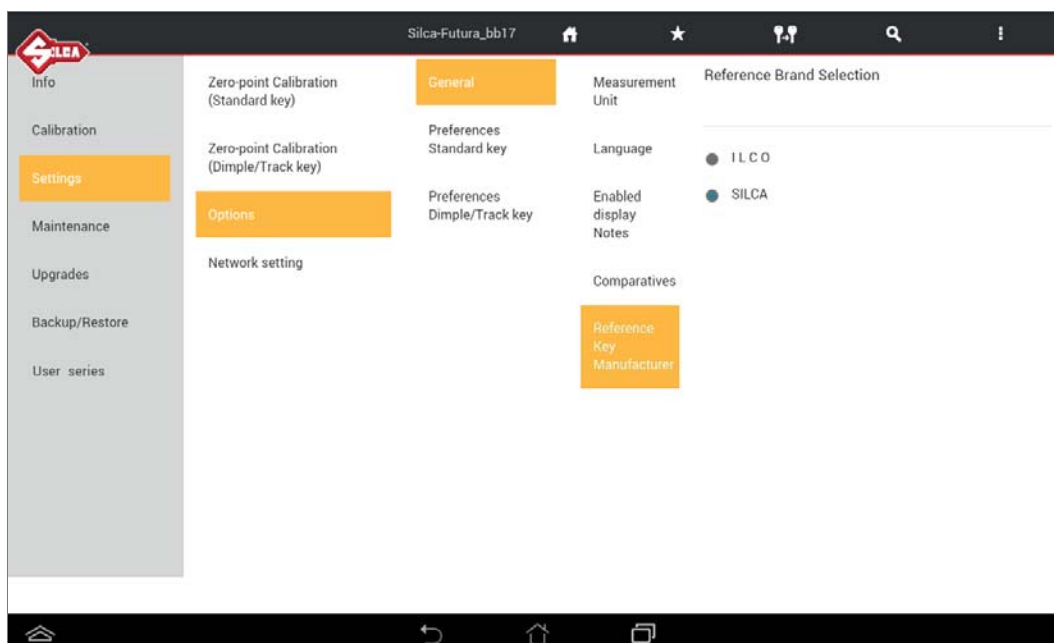 Silca-Futura_bb17
SILCA
Info
Calibration
Settings
Maintenance
Upgrades
Backup/Restore
User series
Zero-point Calibration
(Standard key)
Zero-point Calibration
(Dimple/Track key)
Options
Network setting
General
Preferences
Standard key
Preferences
Dimple/Track key
Measurement
Unit
Language
Enabled
display
Notes
Comparatives
Reference
Key
Manufacturer
Reference Brand Selection
ILCO
SILCA